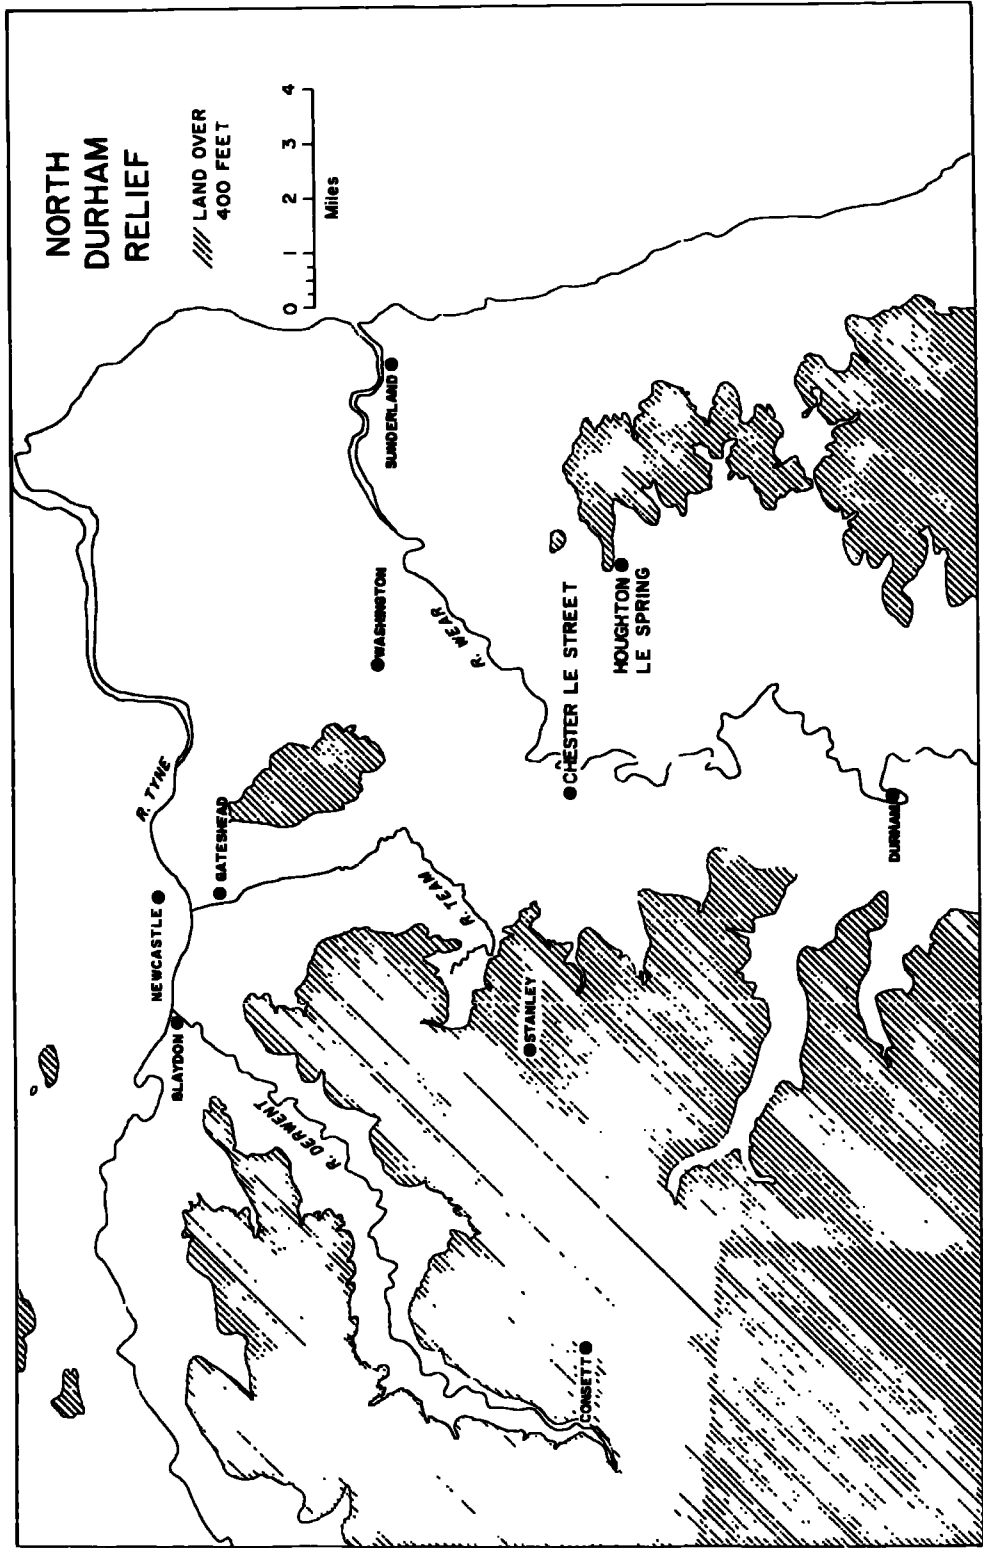 NORTH
DURHAM
RELIEF
LAND OVER
400 FEET
0 1 2 3 4
Miles
R. TYNE
NEWCASTLE
GATESHEAD
BLAYDON
R. DERWENT
R. TEAM
WASHINGTON
SUNDERLAND
R. WEAR
STANLEY
CHESTER LE STREET
HOUGHTON
LE SPRING
CONSETT
DURHAM